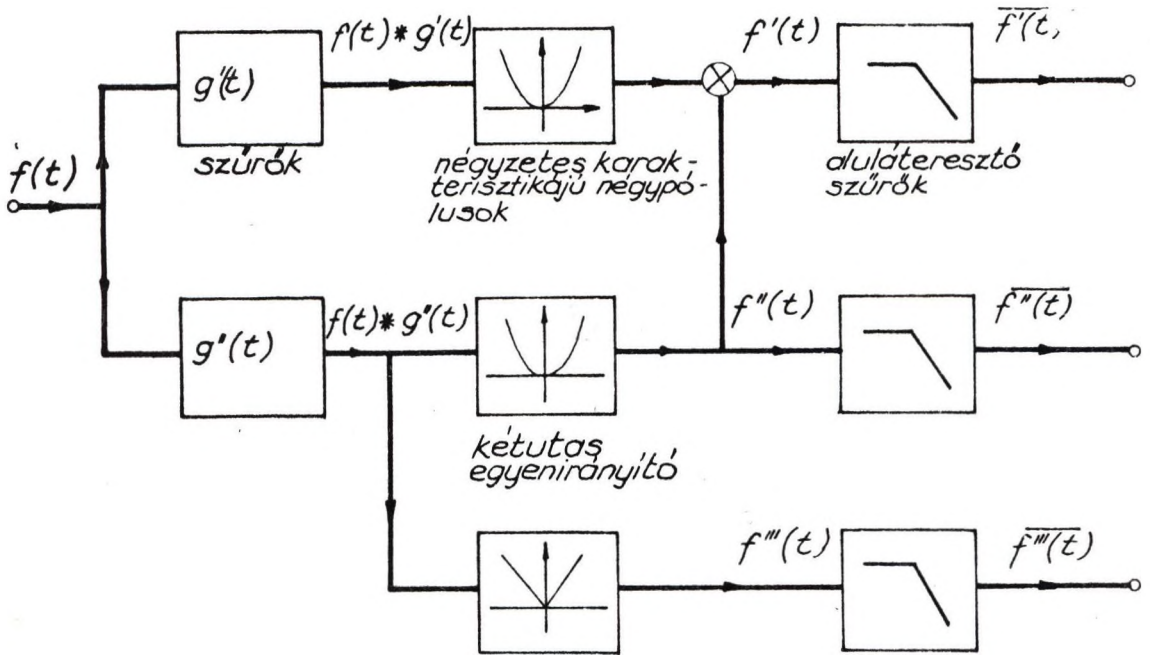 f(t)
g'(t)
szűrők
f(t)* g'(t)
négyzetes karak-
terisztikájú négypó-
lusok
f'(t)
aluláteresztő
szűrők
f'(t,
g"(t)
f(t)* g"(t)
kétutas
egyenirányító
f"(t)
f"(t)
f'''(t)
f'''(t)